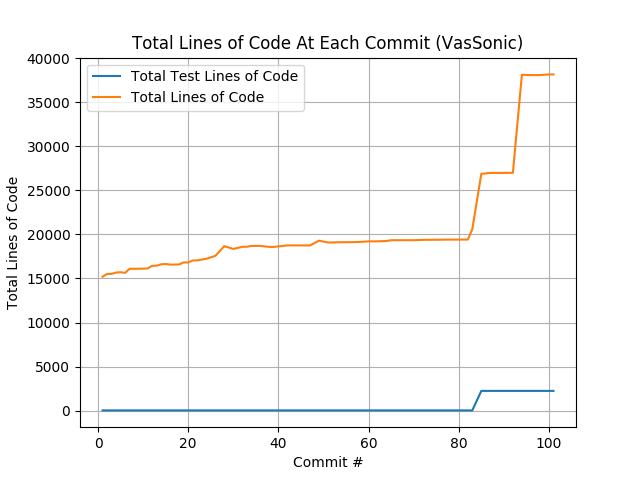 Total Lines of Code At Each Commit (VasSonic)
Total Test Lines of Code
Total Lines of Code
Total Lines of Code
40000
35000
30000
25000
20000
15000
10000
5000
0
0 20 40 60 80 100
Commit #